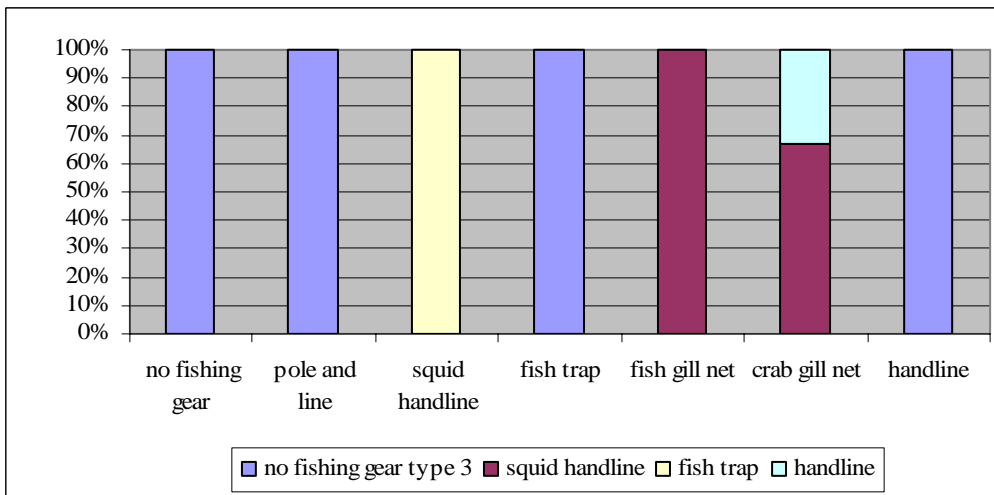 100%
90%
80%
70%
60%
50%
40%
30%
20%
10%
0%
no fishing gear
pole and line
squid handline
fish trap
fish gill net
crab gill net
handline
no fishing gear type 3
squid handline
fish trap
handline